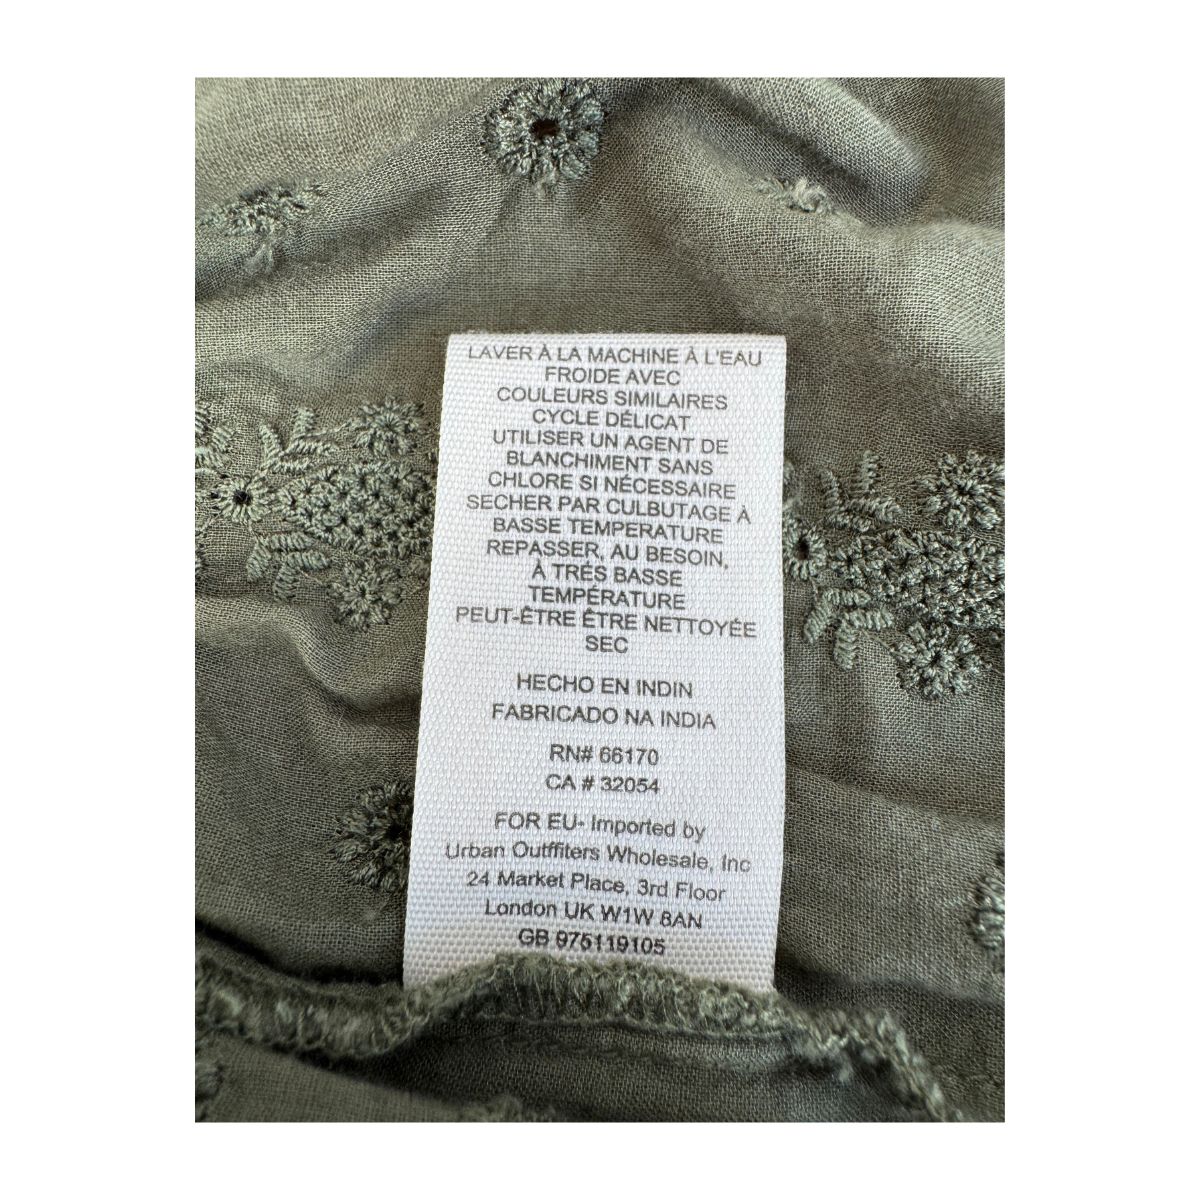 LAVER À LA MACHINE À L'EAU
FROIDE AVEC
COULEURS SIMILAIRES
CYCLE DÉLICAT
UTILISER UN AGENT DE
BLANCHIMENT SANS
CHLORE SI NÉCESSAIRE
SECHER PAR CULBUTAGE À
BASSE TEMPERATURE
REPASSER, AU BESOIN,
À TRÉS BASSE
TEMPÉRATURE
PEUT-ÊTRE ÊTRE NETTOYÉE
SEC
HECHO EN INDIN
FABRICADO NA INDIA
RN# 66170
CA # 32054
FOR EU- Imported by
Urban Outffiters Wholesale, Inc
24 Market Place, 3rd Floor
London UK W1W 8AN
GB 975119105